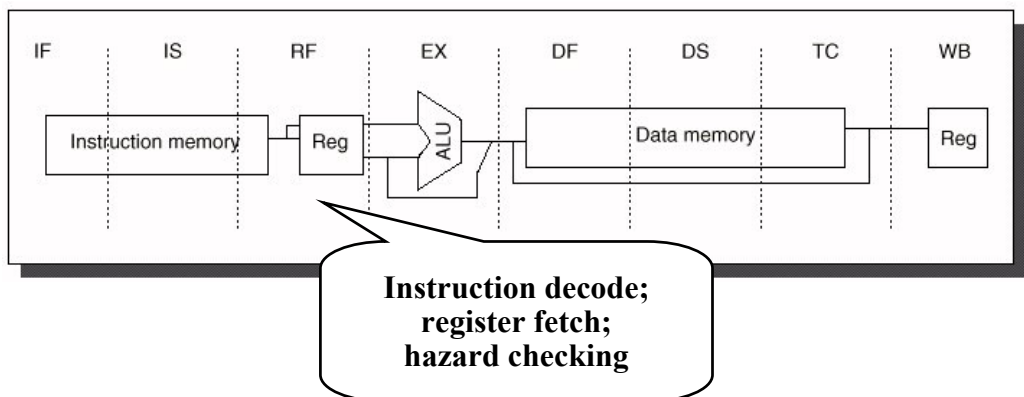 IF IS RF EX DF DS TC WB
Instruction memory Reg ALU Data memory Reg
Instruction decode;
register fetch;
hazard checking